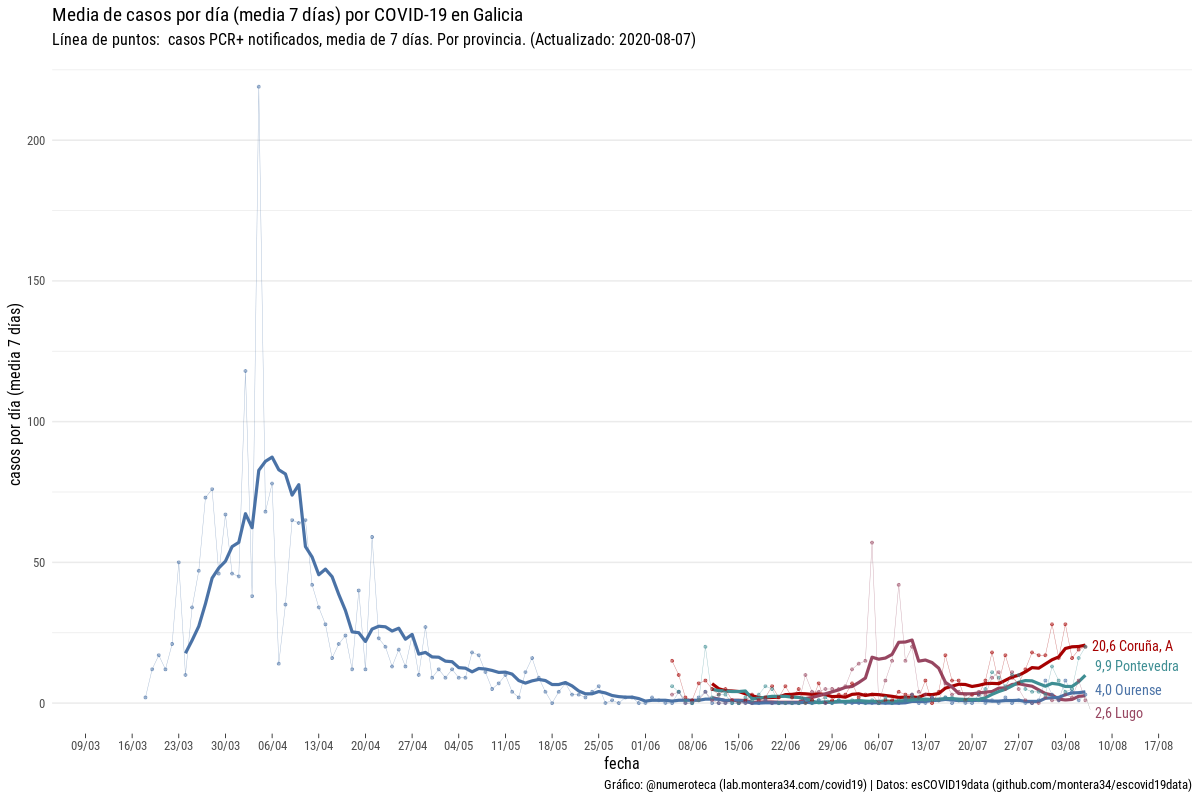 Media de casos por día (media 7 días) por COVID-19 en Galicia
Línea de puntos:  casos PCR+ notificados, media de 7 días. Por provincia. (Actualizado: 2020-08-07)
casos por día (media 7 días)
200
150
100
50
0
20,6 Coruña, A
9,9 Pontevedra
4,0 Ourense
2,6 Lugo
09/03 16/03 23/03 30/03 06/04 13/04 20/04 27/04 04/05 11/05 18/05 25/05 01/06 08/06 15/06 22/06 29/06 06/07 13/07 20/07 27/07 03/08 10/08 17/08
fecha
Gráfico: @numeroteca (lab.montera34.com/covid19) | Datos: esCOVID19data (github.com/montera34/escovid19data)